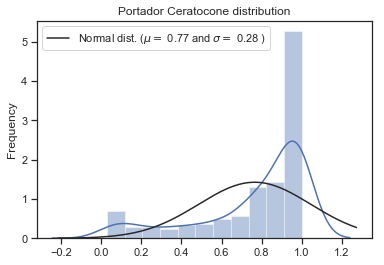 Portador Ceratocone distribution
Normal dist. (μ = 0.77 and σ = 0.28 )
Frequency
5
4
3
2
1
0
−0.2 0.0 0.2 0.4 0.6 0.8 1.0 1.2